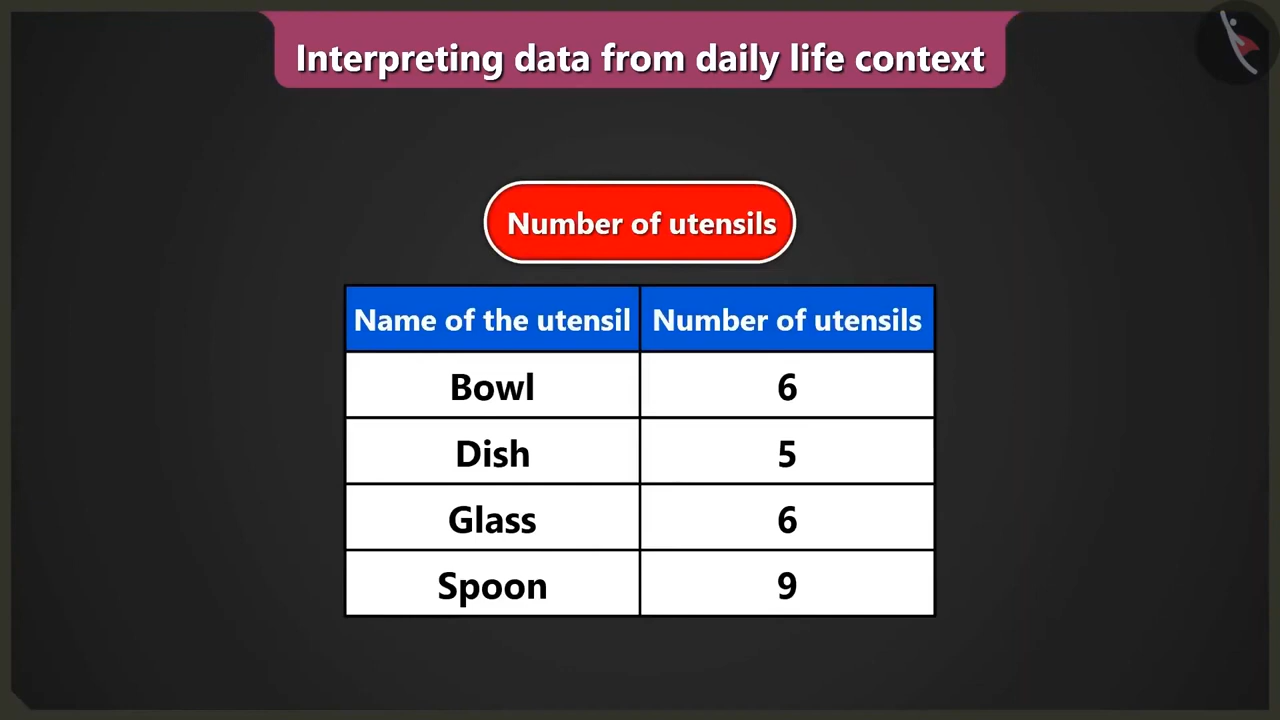 Interpreting data from daily life context
Number of utensils
Name of the utensil Number of utensils
Bowl 6
Dish 5
Glass 6
Spoon 9